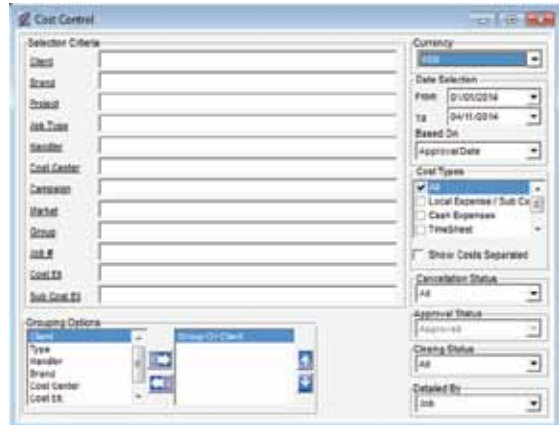 Cost Control
Selection Criteria
Client
Brand
Project
Job Type
Handler
Cost Center
Campaign
Market
Group
Job #
Cost Elt
Sub Cost Elt
Grouping Options
Client
Type
Handler
Brand
Cost Center
Cost Elt
Group On Client
Currency
Date Selection
From 01/01/2014
To 04/11/2014
Based On
Approval Date
Cost Types
All
Local Expense / Sub Co
Cash Expenses
TimeSheet
Show Costs Separated
Cancellation Status
All
Approval Status
Approved
Closing Status
All
Detailed By
Job